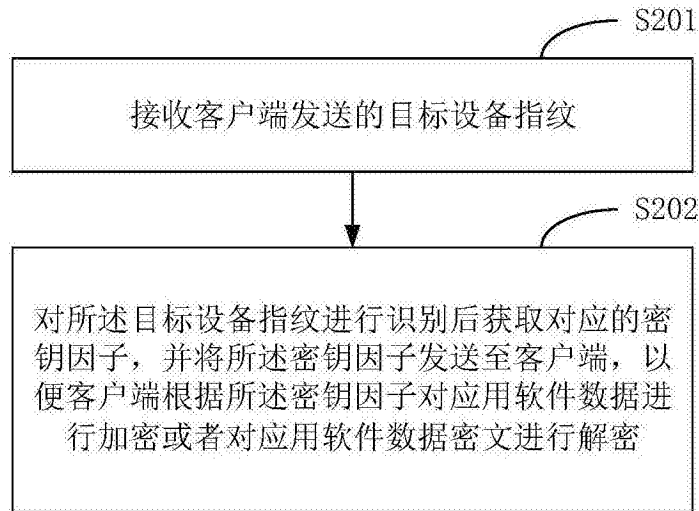 S201
接收客户端发送的目标设备指纹
S202
对所述目标设备指纹进行识别后获取对应的密
钥因子，并将所述密钥因子发送至客户端，以
便客户端根据所述密钥因子对应用软件数据进
行加密或者对应用软件数据密文进行解密